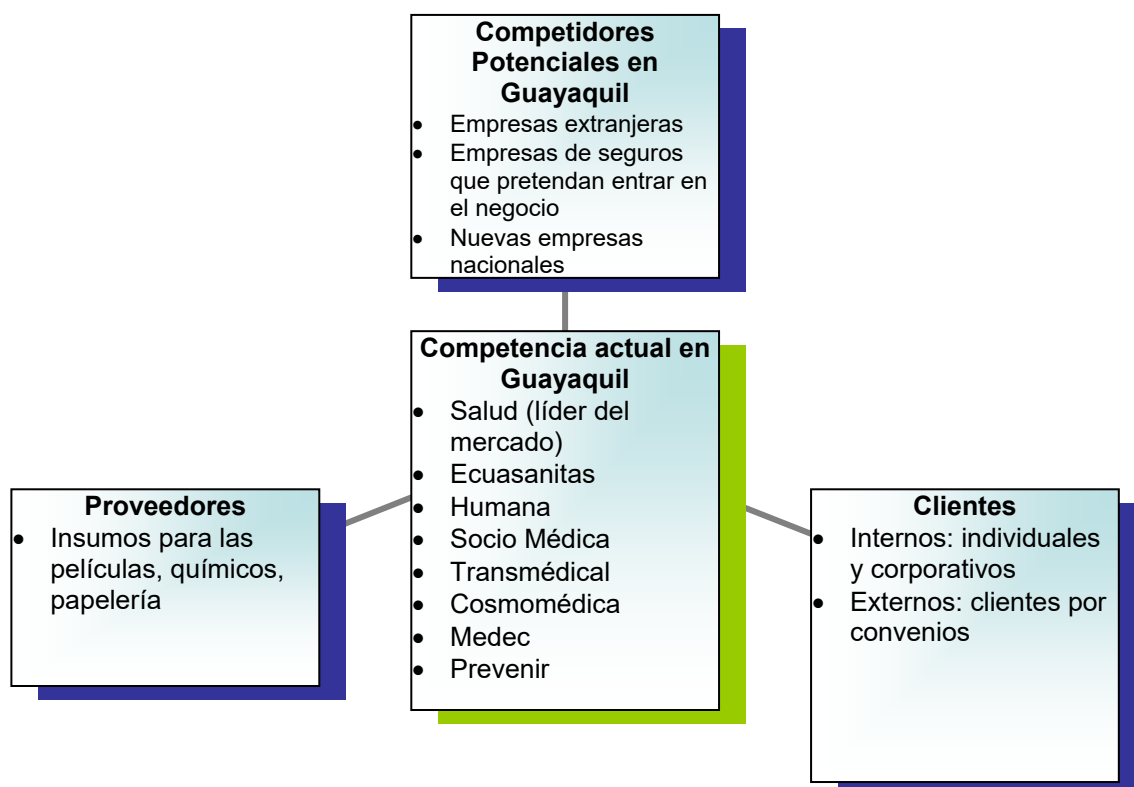 Competidores
Potenciales en
Guayaquil
• Empresas extranjeras
• Empresas de seguros
que pretendan entrar en
el negocio
• Nuevas empresas
nacionales
Competencia actual en
Guayaquil
• Salud (líder del
mercado)
• Ecuasanitas
• Humana
• Socio Médica
• Transmédical
• Cosmomédica
• Medec
• Prevenir
Proveedores
• Insumos para las
películas, químicos,
papelería
Clientes
• Internos: individuales
y corporativos
• Externos: clientes por
convenios